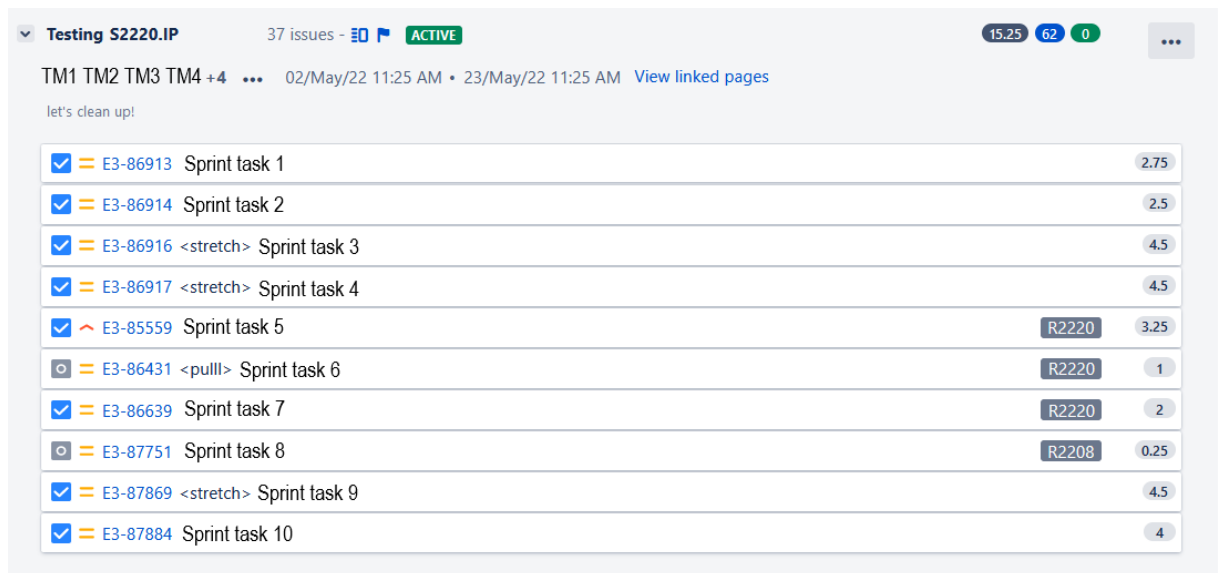 Testing S2220.IP 37 issues - ACTIVE 15.25 62 0
TM1 TM2 TM3 TM4 +4 ••• 02/May/22 11:25 AM • 23/May/22 11:25 AM View linked pages
let's clean up!
E3-86913 Sprint task 1 2.75
E3-86914 Sprint task 2 2.5
E3-86916 <stretch> Sprint task 3 4.5
E3-86917 <stretch> Sprint task 4 4.5
E3-85559 Sprint task 5 R2220 3.25
E3-86431 <pulll> Sprint task 6 R2220 1
E3-86639 Sprint task 7 R2220 2
E3-87751 Sprint task 8 R2208 0.25
E3-87869 <stretch> Sprint task 9 4.5
E3-87884 Sprint task 10 4